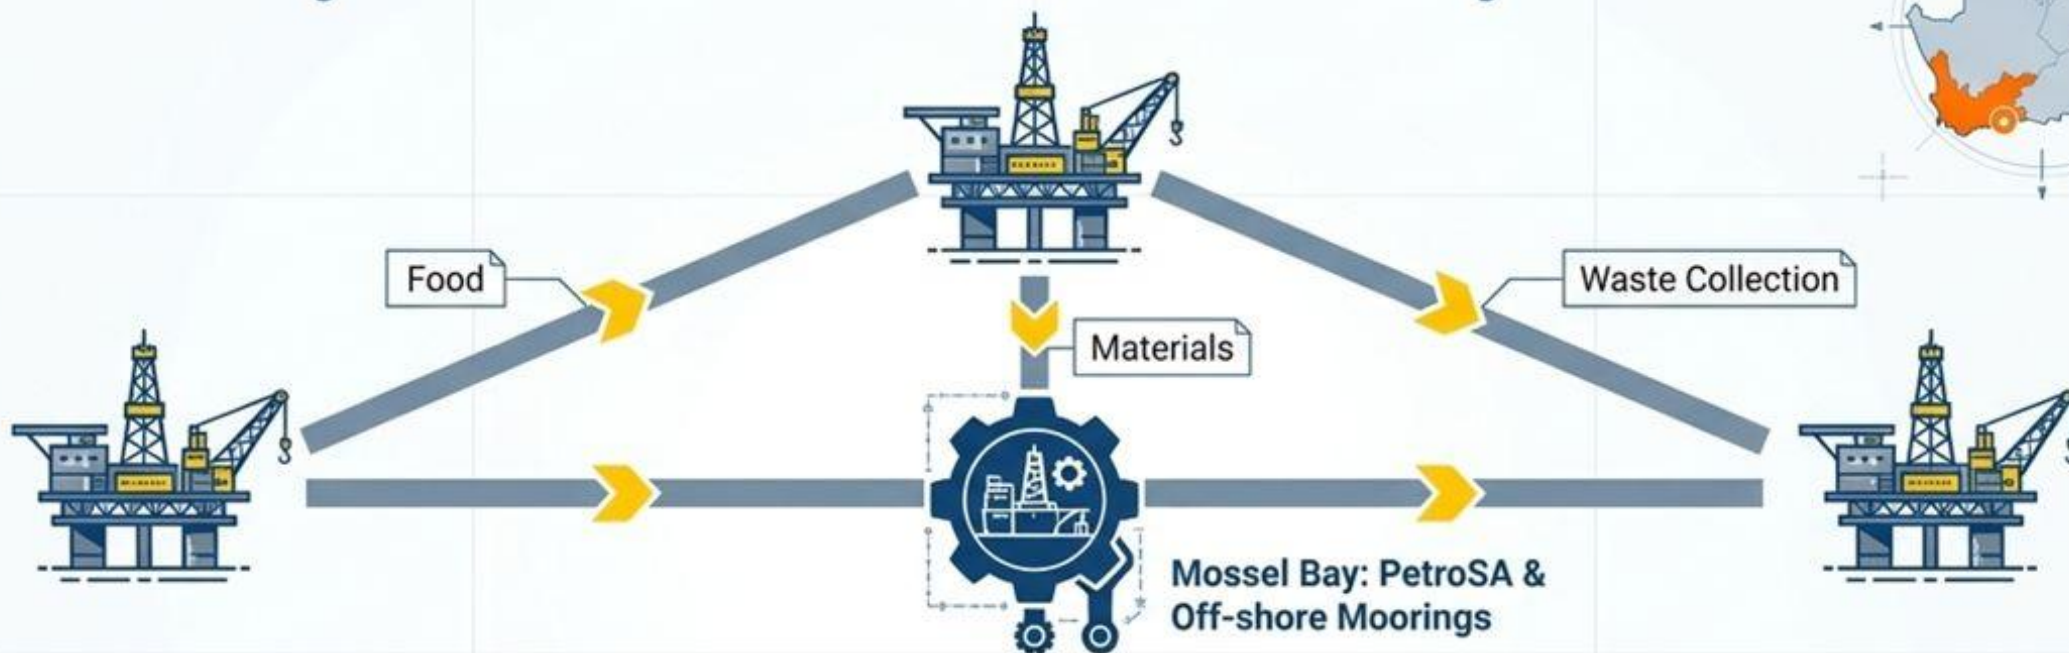 Food
Waste Collection
Materials
Mossel Bay: PetroSA &
Off-shore Moorings